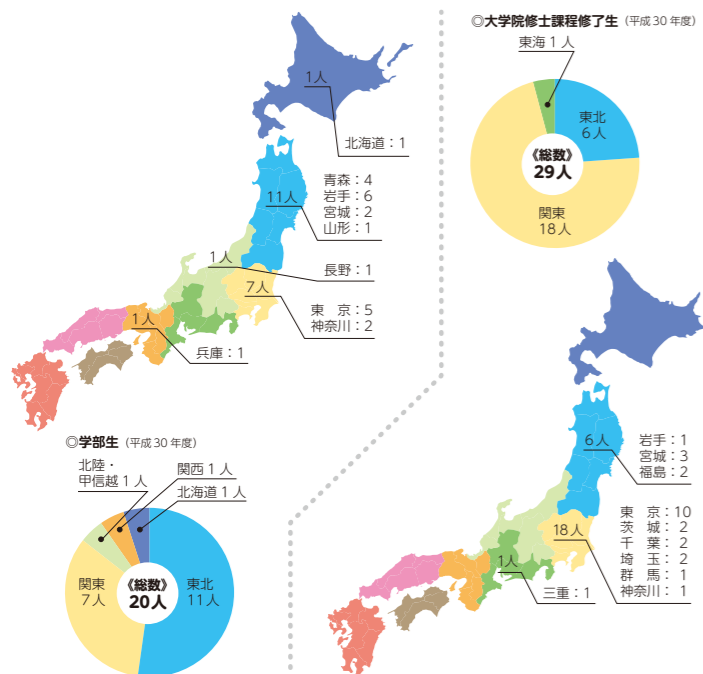 1人
北海道：1
11人
青森：4
岩手：6
宮城：2
山形：1
1人
長野：1
7人
東　京：5
神奈川：2
1人
兵庫：1
◎学部生（平成30年度）
北陸・
甲信越1人
関西1人
北海道1人
関東
7人
《総数》
20人
東北
11人
◎大学院修士課程修了生（平成30年度）
東海1人
東北
6人
《総数》
29人
関東
18人
6人
岩手：1
宮城：3
福島：2
18人
東　京：10
茨　城：2
千　葉：2
埼　玉：2
群　馬：1
神奈川：1
1人
三重：1